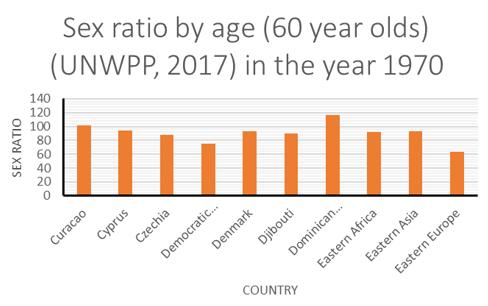 Sex ratio by age (60 year olds)
(UNWPP, 2017) in the year 1970
SEX RATIO
140
120
100
80
60
40
20
0
Curacao
Cyprus
Czechia
Democratic...
Denmark
Djibouti
Dominican...
Eastern Africa
Eastern Asia
Eastern Europe
COUNTRY